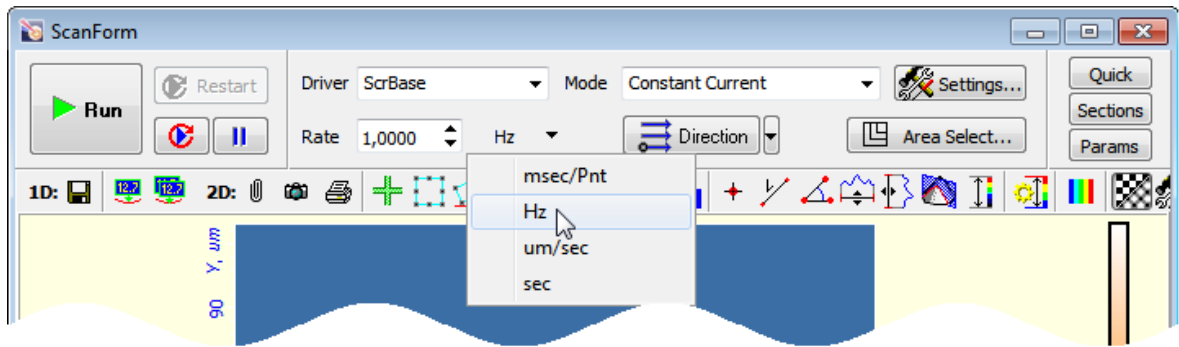 ScanForm
Run
Restart
Driver ScrBase
Mode Constant Current
Settings...
Rate 1,0000
Hz
Direction
Area Select...
Quick
Sections
Params
msec/Pnt
Hz
um/sec
sec
1D:
12.7
12.7
2D:
Y, um
90